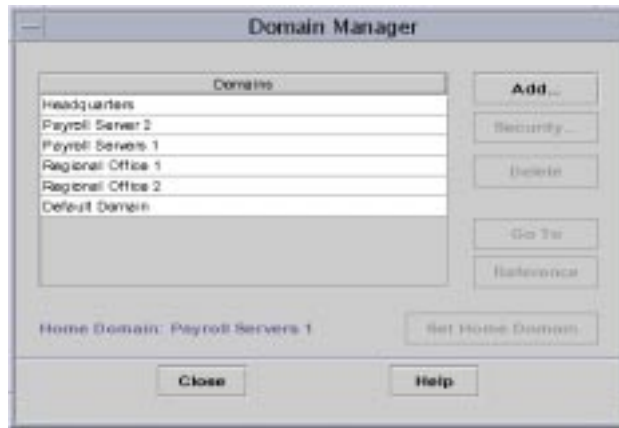 Domain Manager
Domains
Add...
Headquarters
Payroll Server 2
Security...
Payroll Servers 1
Regional Office 1
Delete
Regional Office 2
Default Domain
Go To
Reference
Home Domain: Payroll Servers 1
Set Home Domain
Close
Help